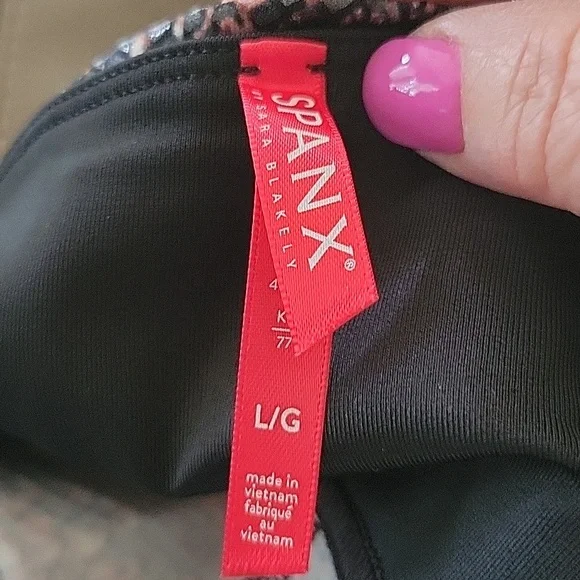 SPANX®
BY SARA BLAKELY
L/G
made in
vietnam
fabriqué
au
vietnam